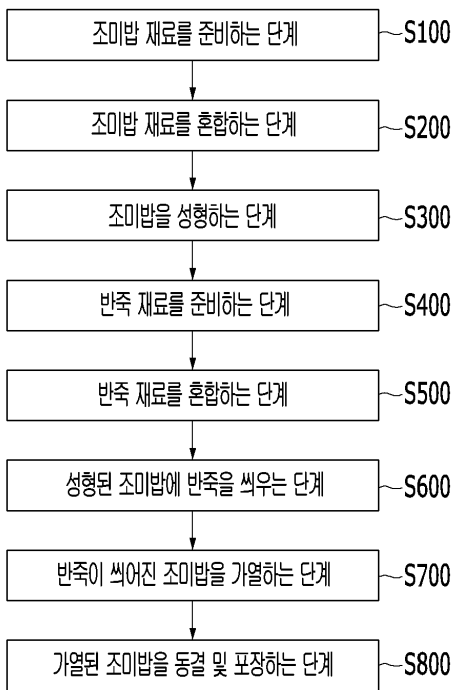 조미밥 재료를 준비하는 단계 S100
조미밥 재료를 혼합하는 단계 S200
조미밥을 성형하는 단계 S300
반죽 재료를 준비하는 단계 S400
반죽 재료를 혼합하는 단계 S500
성형된 조미밥에 반죽을 씌우는 단계 S600
반죽이 씌어진 조미밥을 가열하는 단계 S700
가열된 조미밥을 동결 및 포장하는 단계 S800